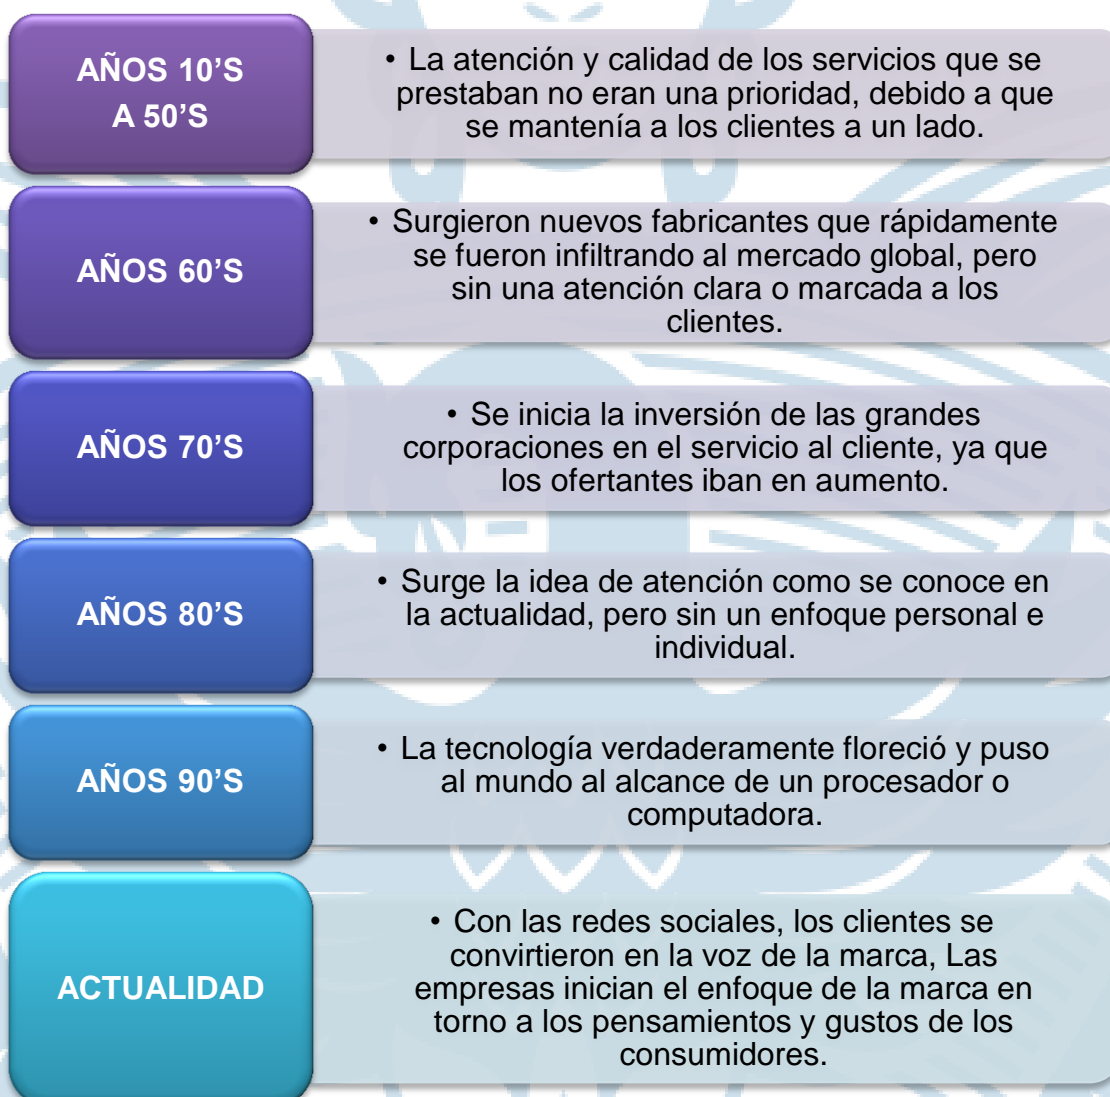 AÑOS 10’S
A 50’S
• La atención y calidad de los servicios que se
prestaban no eran una prioridad, debido a que
se mantenía a los clientes a un lado.
AÑOS 60’S
• Surgieron nuevos fabricantes que rápidamente
se fueron infiltrando al mercado global, pero
sin una atención clara o marcada a los
clientes.
AÑOS 70’S
• Se inicia la inversión de las grandes
corporaciones en el servicio al cliente, ya que
los ofertantes iban en aumento.
AÑOS 80’S
• Surge la idea de atención como se conoce en
la actualidad, pero sin un enfoque personal e
individual.
AÑOS 90’S
• La tecnología verdaderamente floreció y puso
al mundo al alcance de un procesador o
computadora.
ACTUALIDAD
• Con las redes sociales, los clientes se
convirtieron en la voz de la marca, Las
empresas inician el enfoque de la marca en
torno a los pensamientos y gustos de los
consumidores.